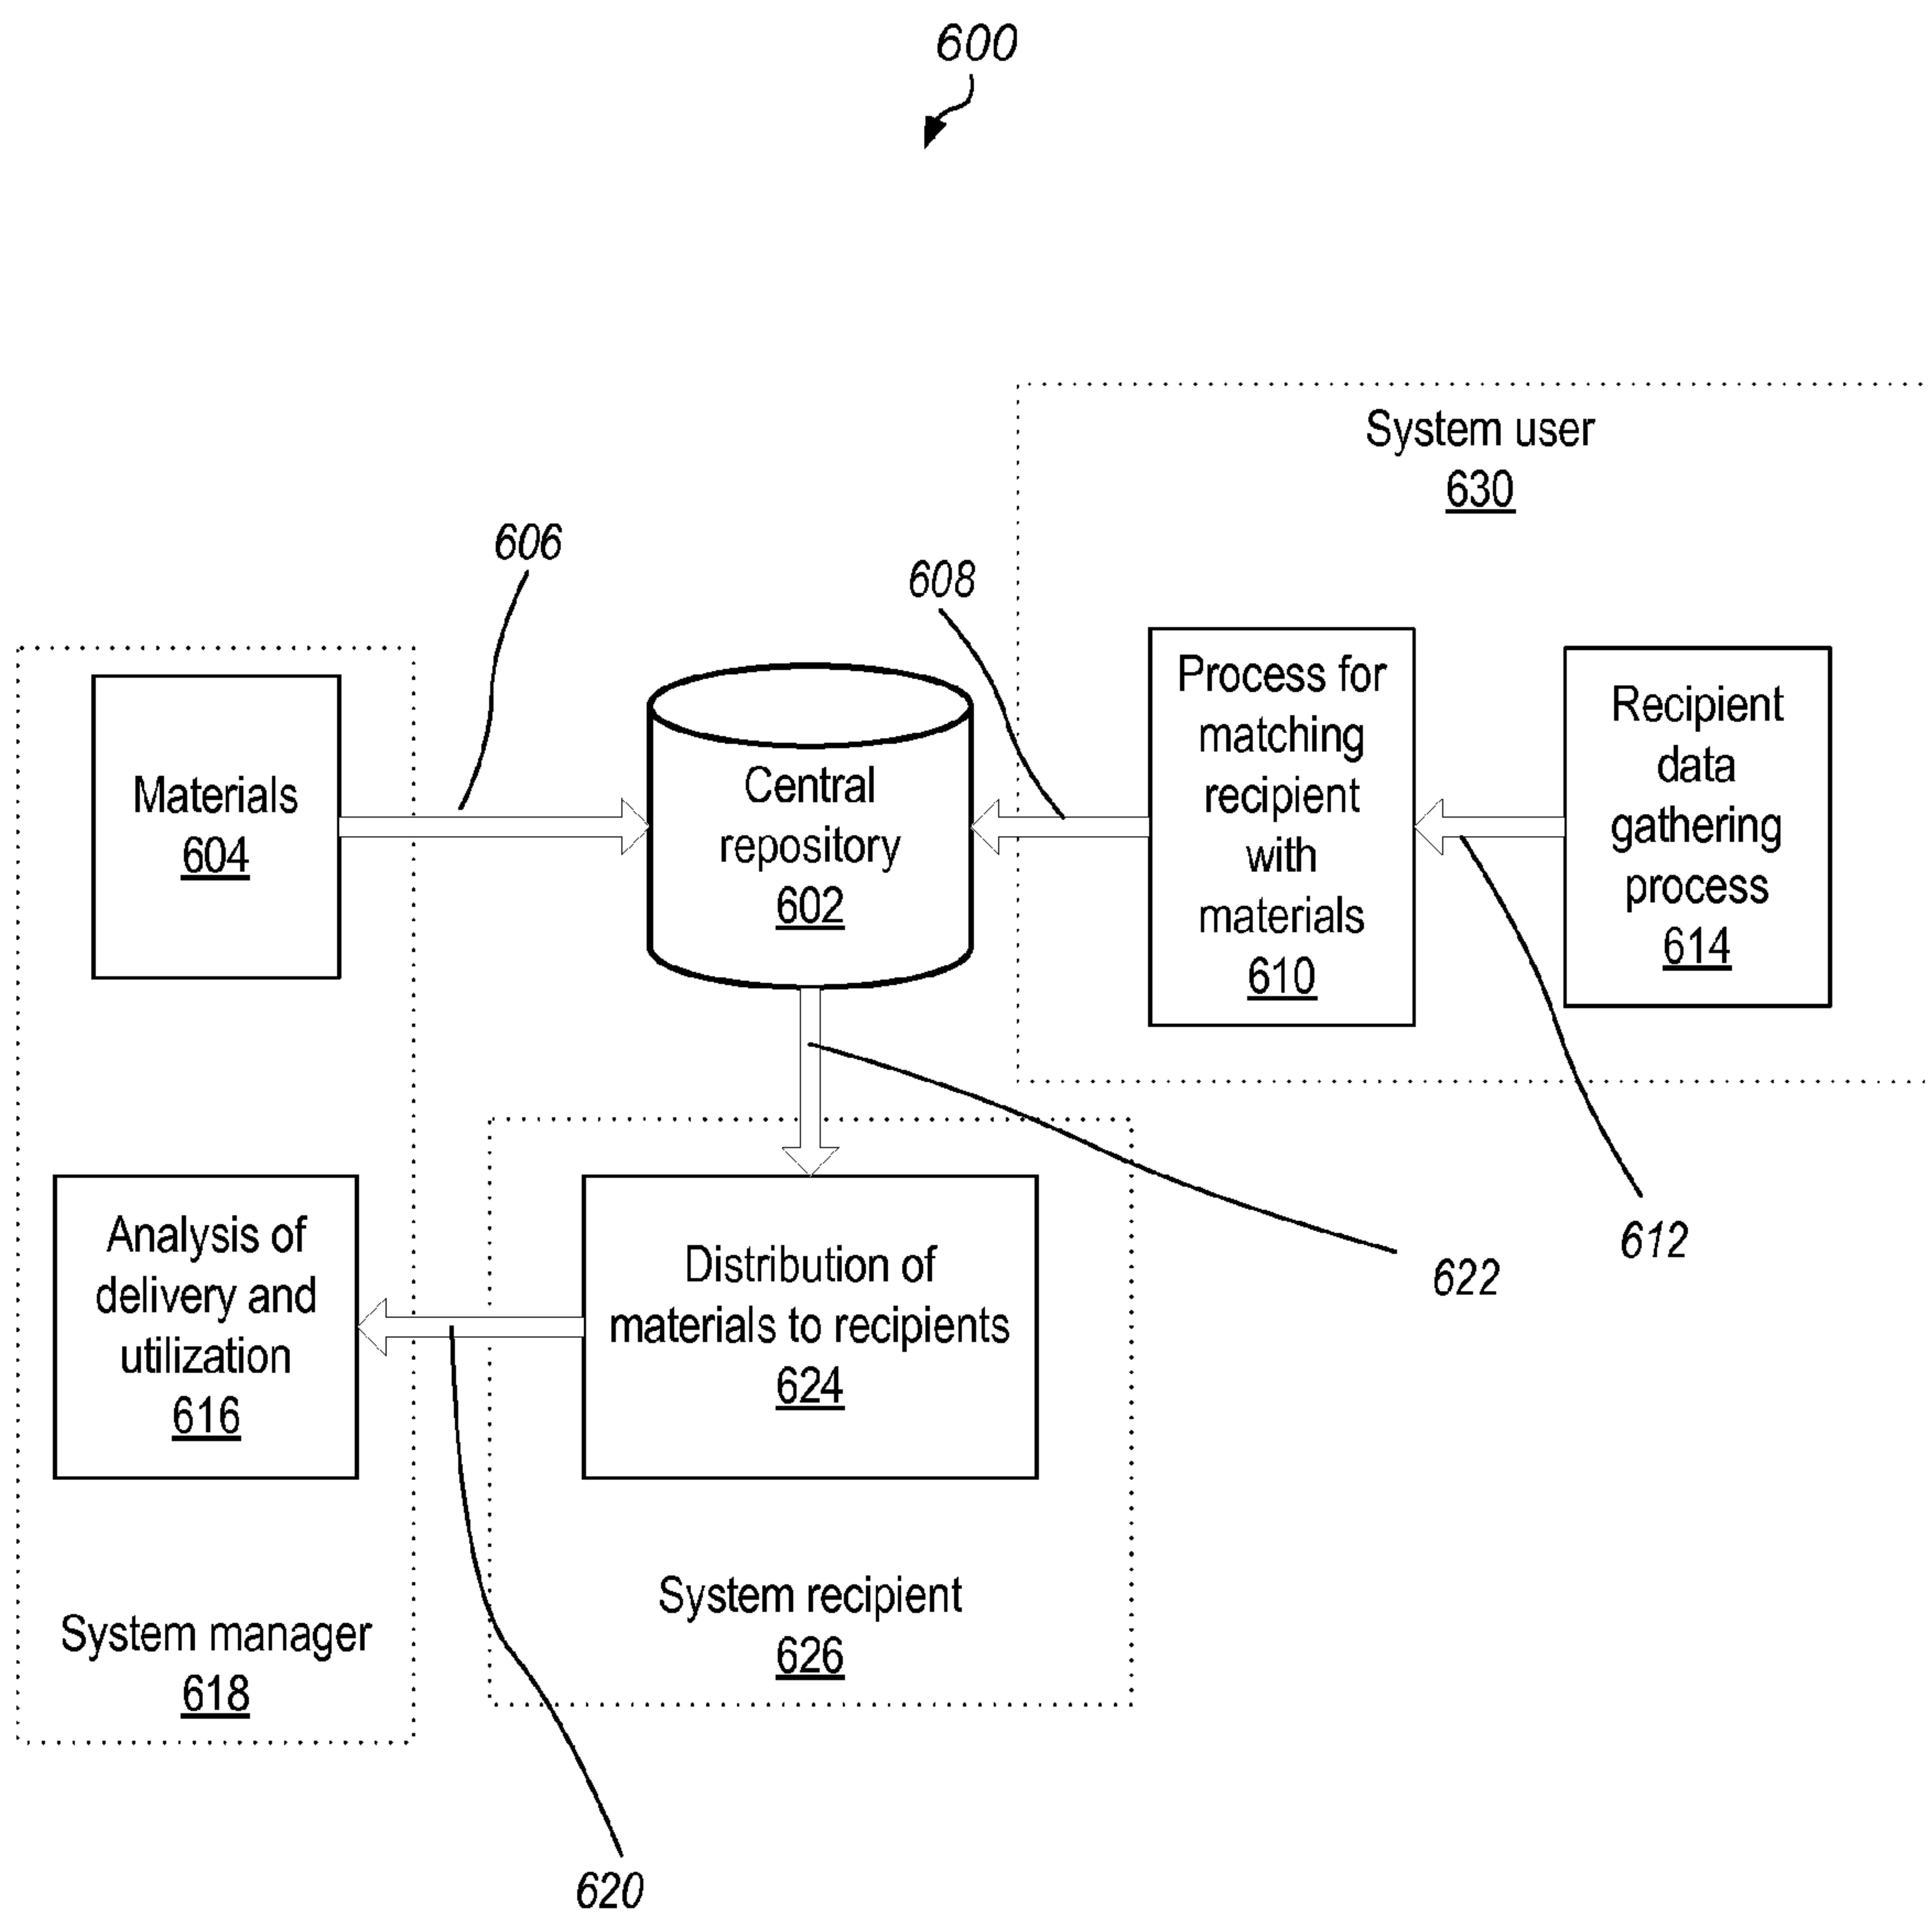 600
System user
630
606
608
Materials
604
Central
repository
602
Process for
matching
recipient
with
materials
610
Recipient
data
gathering
process
614
612
622
Analysis of
delivery and
utilization
616
Distribution of
materials to recipients
624
System manager
618
System recipient
626
620